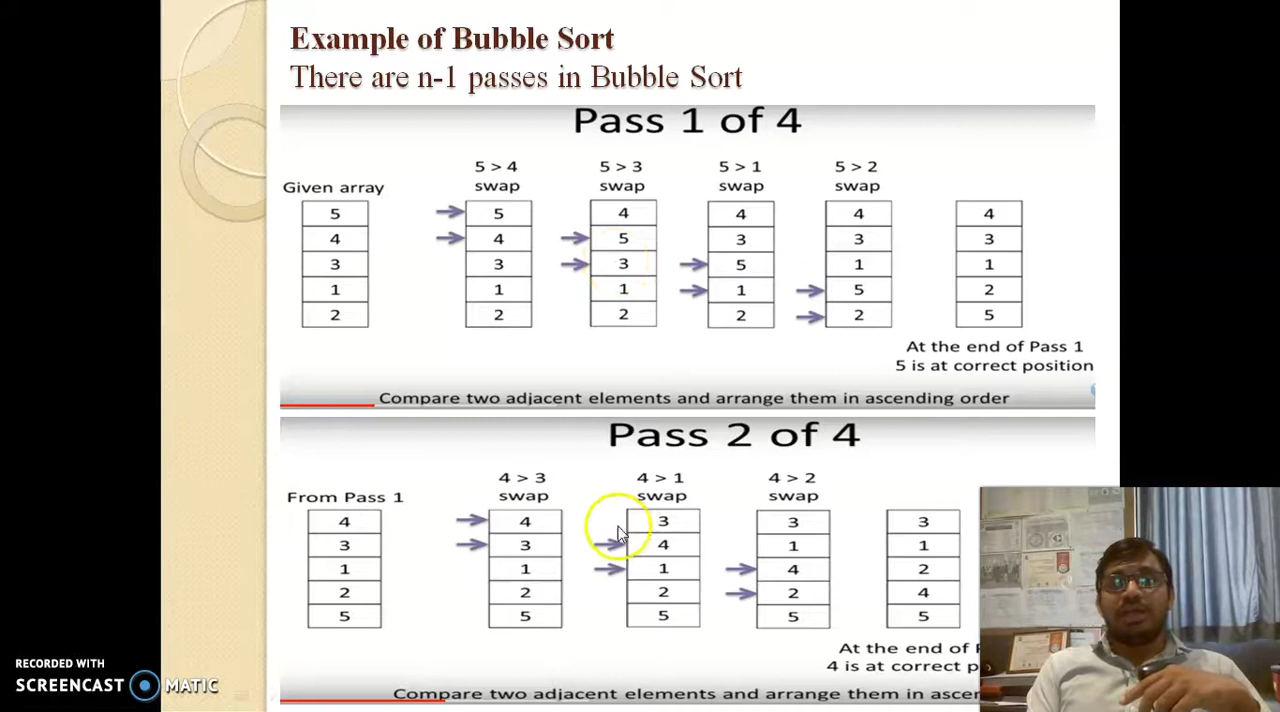 Example of Bubble Sort
There are n-1 passes in Bubble Sort
Pass 1 of 4
5 > 4 5 > 3 5 > 1 5 > 2
Given array swap swap swap swap
5 5 4 4 4 4
4 4 5 3 3 3
3 3 3 5 1 1
1 1 1 1 5 2
2 2 2 2 2 5
At the end of Pass 1
5 is at correct position
Compare two adjacent elements and arrange them in ascending order
Pass 2 of 4
4 > 3 4 > 1 4 > 2
From Pass 1 swap swap swap
4 4 3 3 3
3 3 4 1 1
1 1 1 4 2
2 2 2 2 4
5 5 5 5 5
At the end of
4 is at correct
Compare two adjacent elements and arrange them in
RECORDED WITH
SCREENCAST MATIC